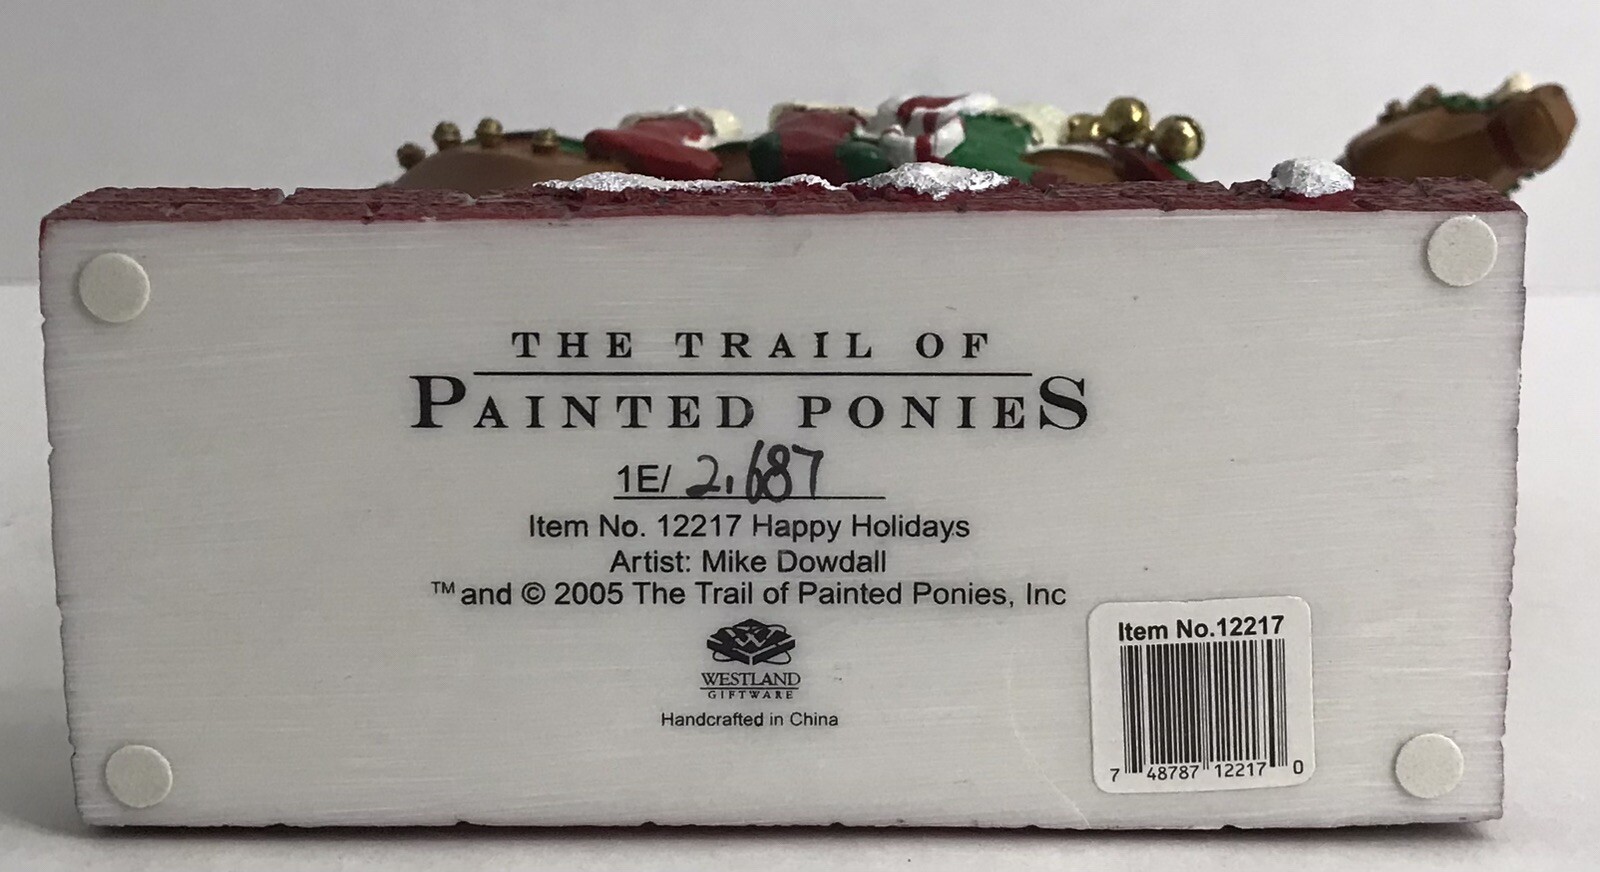 THE TRAIL OF
PAINTED PONIES
1E/ 2,687
Item No. 12217 Happy Holidays
Artist: Mike Dowdall
™ and © 2005 The Trail of Painted Ponies, Inc
W
WESTLAND
GIFTWARE
Handcrafted in China
Item No.12217
7 48787 12217 0